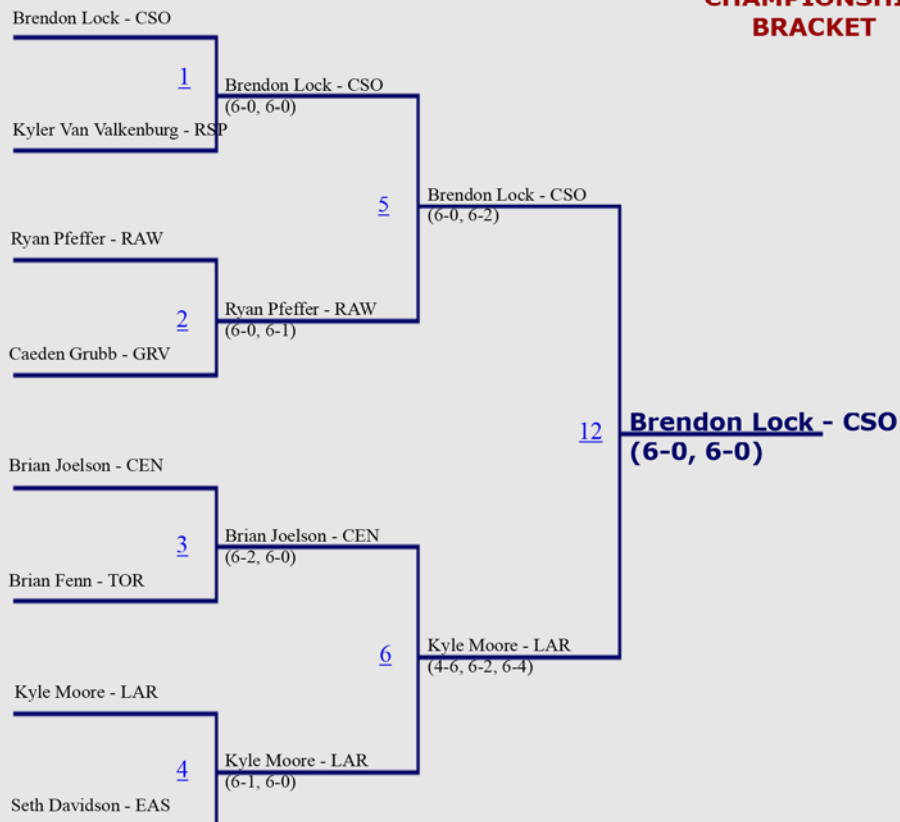 Brendon Lock - CSO
CHAMPIONSHI
BRACKET
1
Brendon Lock - CSO
(6-0, 6-0)
Kyler Van Valkenburg - RSP
5
Brendon Lock - CSO
(6-0, 6-2)
Ryan Pfeffer - RAW
2
Ryan Pfeffer - RAW
(6-0, 6-1)
Caeden Grubb - GRV
12
Brendon Lock - CSO
(6-0, 6-0)
Brian Joelson - CEN
3
Brian Joelson - CEN
(6-2, 6-0)
Brian Fenn - TOR
6
Kyle Moore - LAR
(4-6, 6-2, 6-4)
Kyle Moore - LAR
4
Kyle Moore - LAR
(6-1, 6-0)
Seth Davidson - EAS